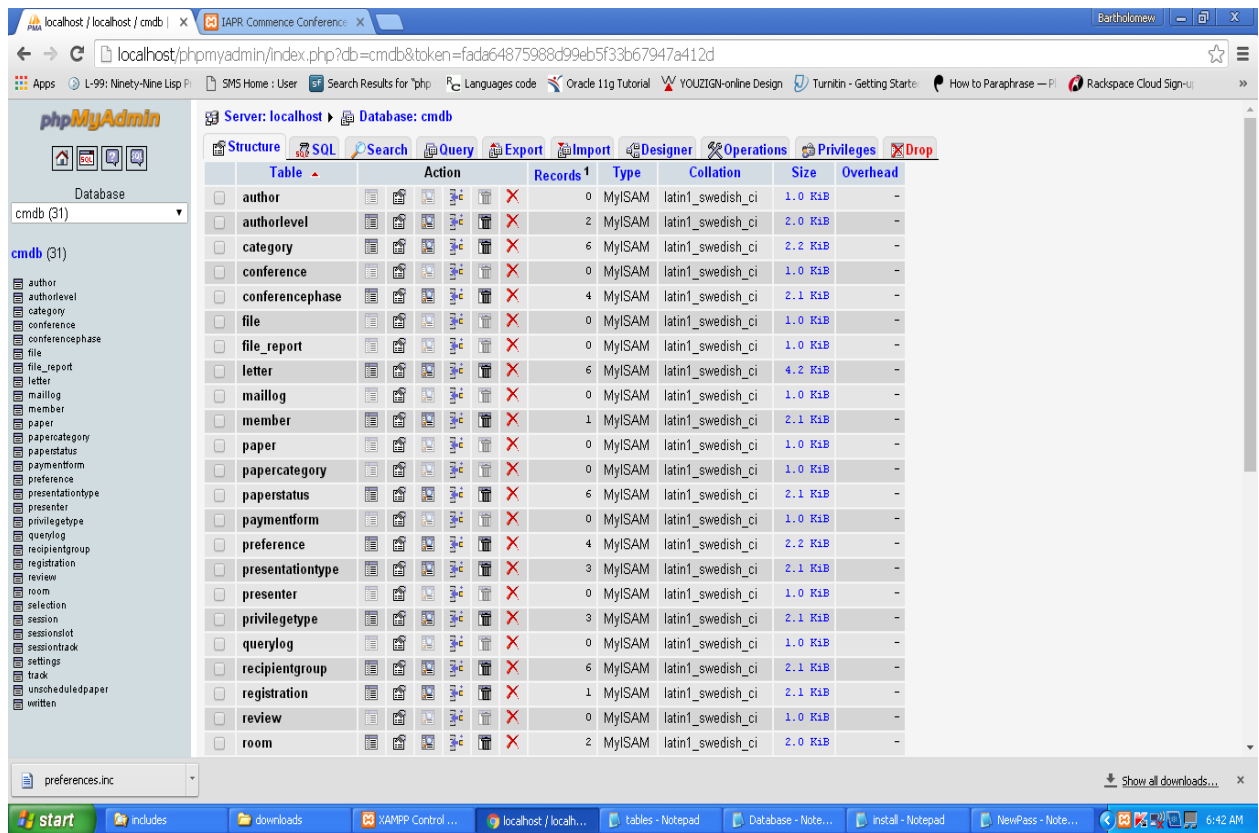 localhost / localhost / cmdb |
IAPR Commence Conference
Bartholomew
localhost/phpmyadmin/index.php?db=cmdb&token=fada64875988d99eb5f33b67947a412d
Apps L-99: Ninety-Nine Lisp SMS Home : User Search Results for "php Languages code Oracle 11g Tutorial YOUZIGN-online Design Turnitin - Getting Starte How to Paraphrase — Rackspace Cloud Sign-u »
phpMyAdmin
Database
cmdb (31)
cmdb (31)
author
authorlevel
category
conference
conferencephase
file
file_report
letter
maillog
member
paper
papercategory
paperstatus
paymentform
preference
presentationtype
presenter
privilegetype
querylog
recipientgroup
registration
review
room
selection
session
sessionslot
sessiontrack
settings
track
unscheduledpaper
written
Server: localhost Database: cmdb
Structure SQL Search Query Export Import Designer Operations Privileges Drop
Table Action Records 1 Type Collation Size Overhead
author 0 MyISAM latin1_swedish_ci 1.0 KiB -
authorlevel 2 MyISAM latin1_swedish_ci 2.0 KiB -
category 6 MyISAM latin1_swedish_ci 2.2 KiB -
conference 0 MyISAM latin1_swedish_ci 1.0 KiB -
conferencephase 4 MyISAM latin1_swedish_ci 2.1 KiB -
file 0 MyISAM latin1_swedish_ci 1.0 KiB -
file_report 0 MyISAM latin1_swedish_ci 1.0 KiB -
letter 6 MyISAM latin1_swedish_ci 4.2 KiB -
maillog 0 MyISAM latin1_swedish_ci 1.0 KiB -
member 1 MyISAM latin1_swedish_ci 2.1 KiB -
paper 0 MyISAM latin1_swedish_ci 1.0 KiB -
papercategory 0 MyISAM latin1_swedish_ci 1.0 KiB -
paperstatus 6 MyISAM latin1_swedish_ci 2.1 KiB -
paymentform 0 MyISAM latin1_swedish_ci 1.0 KiB -
preference 4 MyISAM latin1_swedish_ci 2.2 KiB -
presentationtype 3 MyISAM latin1_swedish_ci 2.1 KiB -
presenter 0 MyISAM latin1_swedish_ci 1.0 KiB -
privilegetype 3 MyISAM latin1_swedish_ci 2.1 KiB -
querylog 0 MyISAM latin1_swedish_ci 1.0 KiB -
recipientgroup 6 MyISAM latin1_swedish_ci 2.1 KiB -
registration 1 MyISAM latin1_swedish_ci 2.1 KiB -
review 0 MyISAM latin1_swedish_ci 1.0 KiB -
room 2 MyISAM latin1_swedish_ci 2.0 KiB -
preferences.inc
Show all downloads...
start includes downloads XAMPP Control ... localhost / localh... tables - Notepad Database - Note... install - Notepad NewPass - Note... 6:42 AM